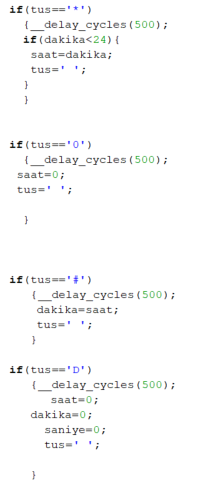 if(tus=='*')
{__delay_cycles(500);
if(dakika<24){
saat=dakika;
tus=' ';
}
}
if(tus=='0')
{__delay_cycles(500);
saat=0;
tus=' ';
}
if(tus=='#')
{__delay_cycles(500);
dakika=saat;
tus=' ';
}
if(tus=='D')
{__delay_cycles(500);
saat=0;
dakika=0;
saniye=0;
tus=' ';
}